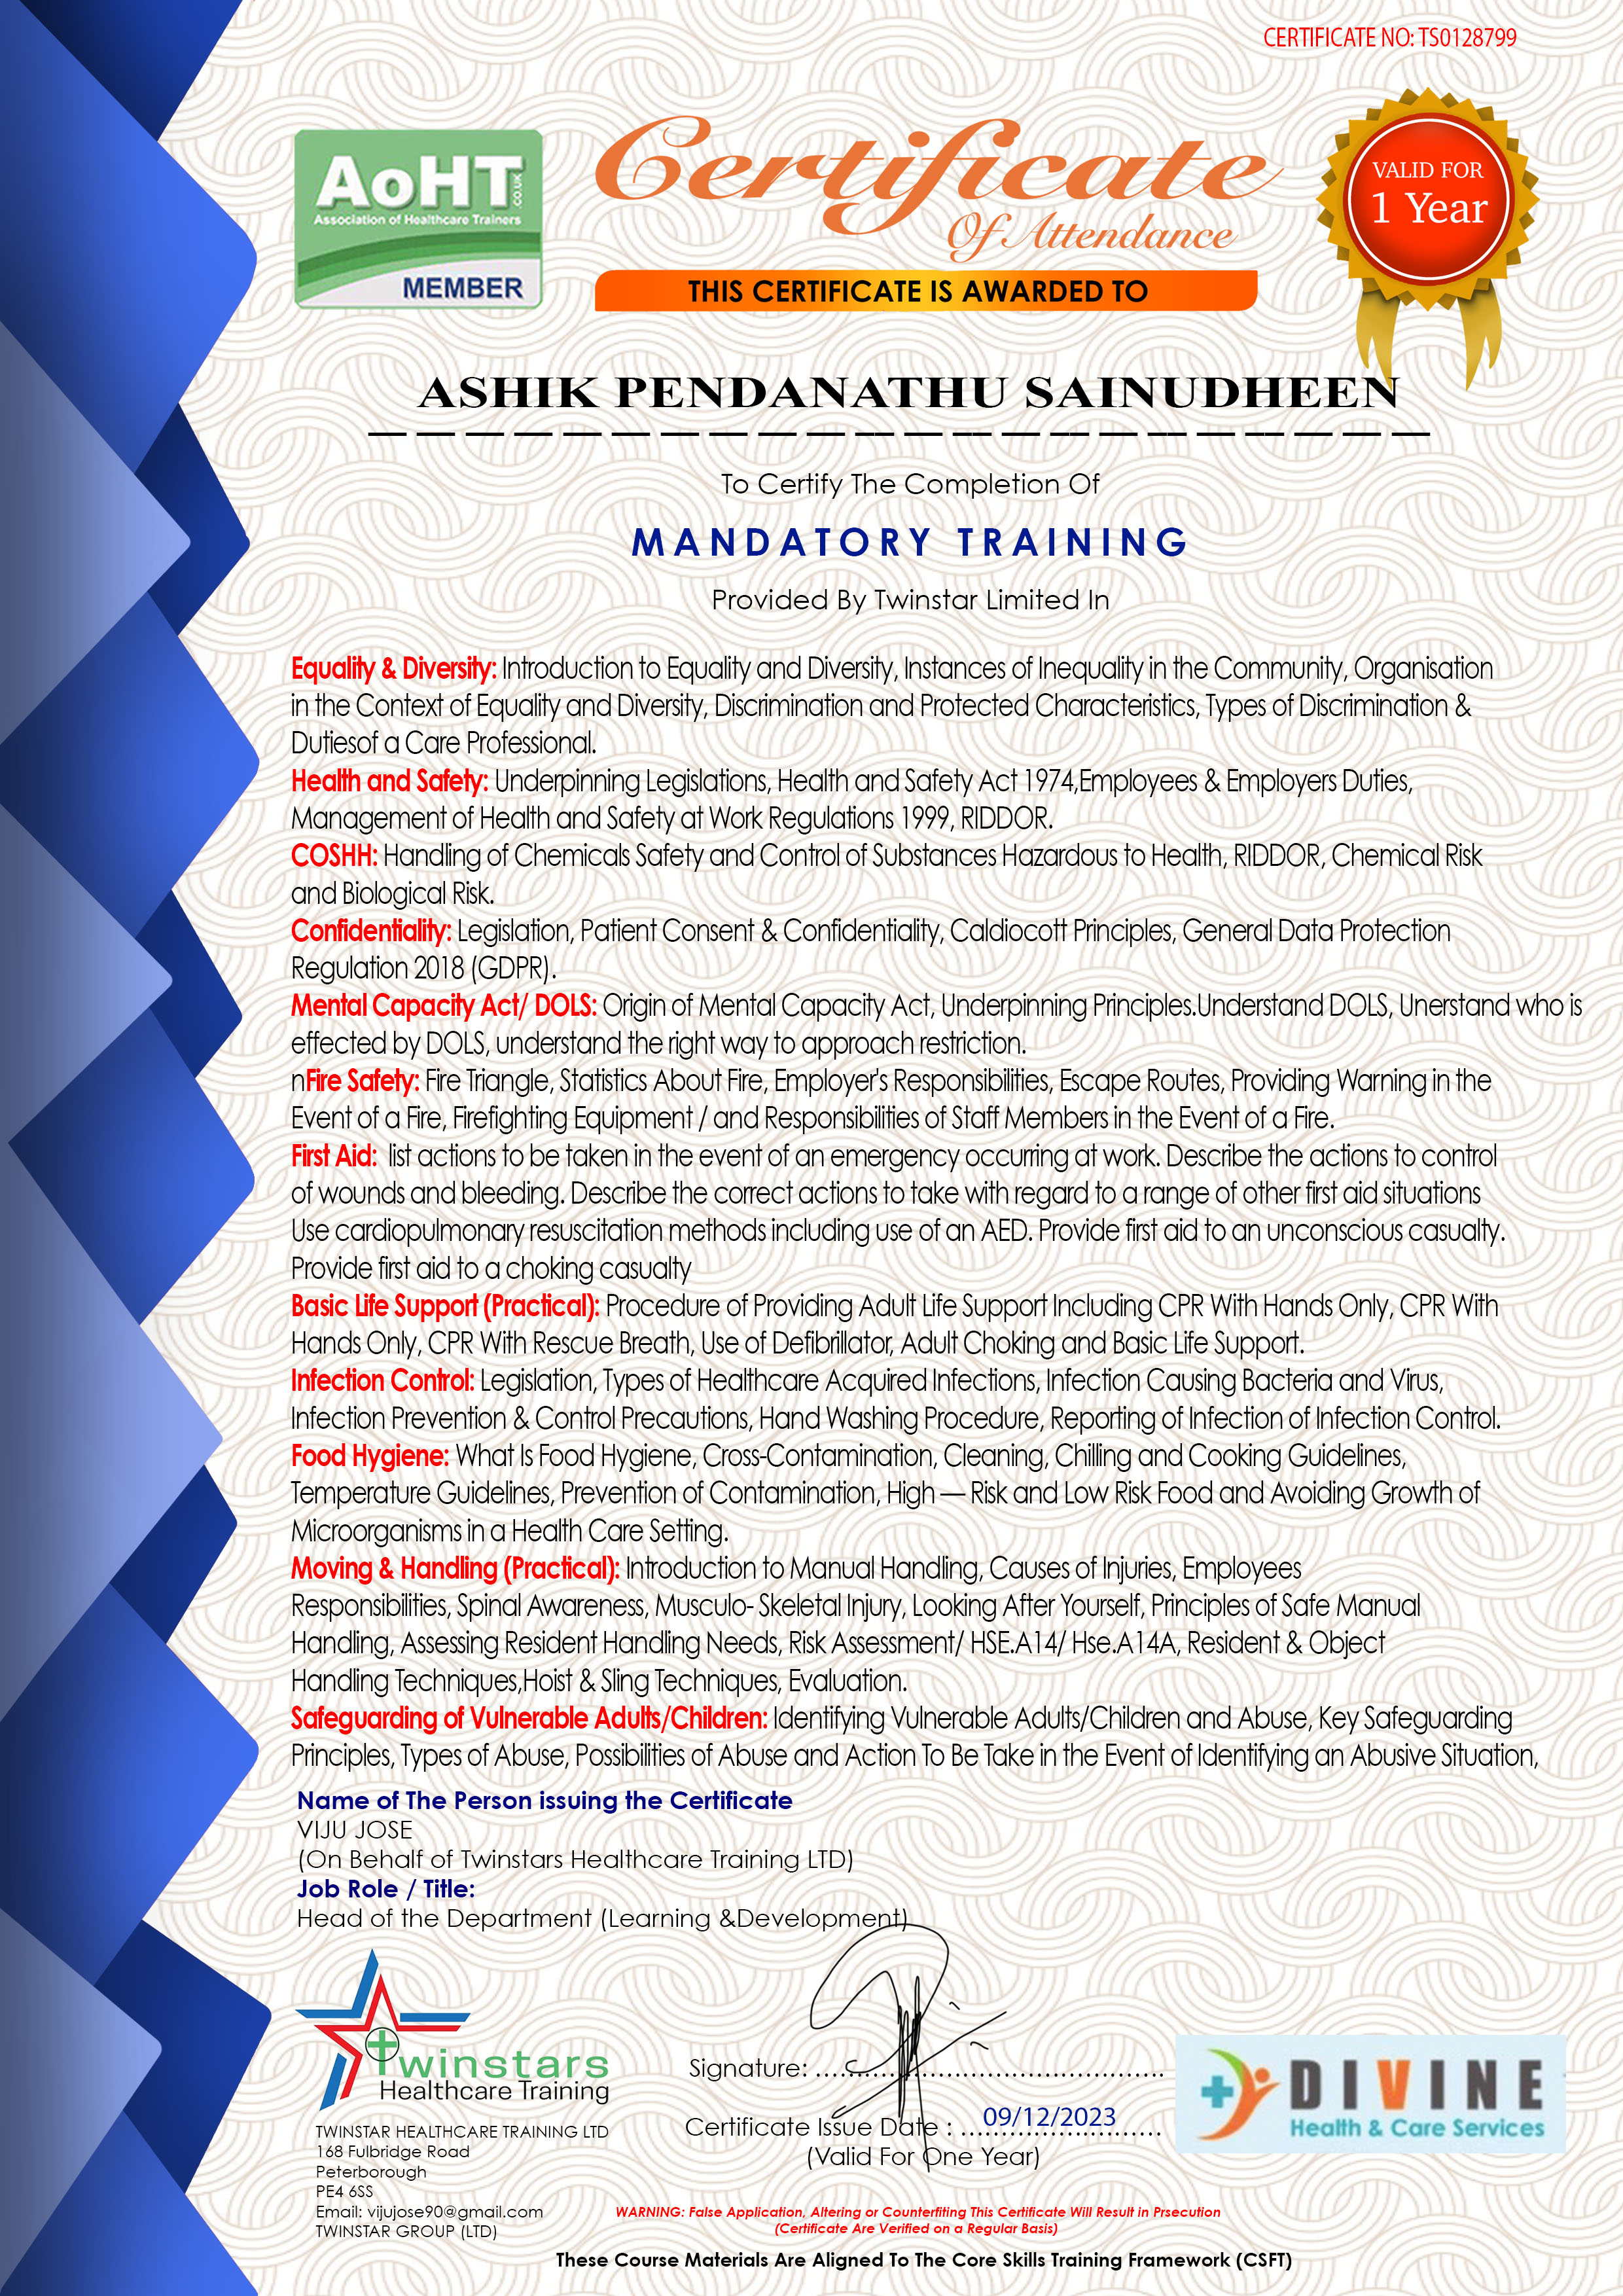 CERTIFICATE NO: TS0128799
AoHT
.CO.UK
Association of Healthcare Trainers
MEMBER
Certificate
Of Attendance
THIS CERTIFICATE IS AWARDED TO
VALID FOR
1 Year
ASHIK PENDANATHU SAINUDHEEN
To Certify The Completion Of
MANDATORY TRAINING
Provided By Twinstar Limited In
Equality & Diversity: Introduction to Equality and Diversity, Instances of Inequality in the Community, Organisation
in the Context of Equality and Diversity, Discrimination and Protected Characteristics, Types of Discrimination &
Dutiesof a Care Professional.
Health and Safety: Underpinning Legislations, Health and Safety Act 1974,Employees & Employers Duties,
Management of Health and Safety at Work Regulations 1999, RIDDOR.
COSHH: Handling of Chemicals Safety and Control of Substances Hazardous to Health, RIDDOR, Chemical Risk
and Biological Risk.
Confidentiality: Legislation, Patient Consent & Confidentiality, Caldiocott Principles, General Data Protection
Regulation 2018 (GDPR).
Mental Capacity Act/ DOLS: Origin of Mental Capacity Act, Underpinning Principles.Understand DOLS, Unerstand who is
effected by DOLS, understand the right way to approach restriction.
nFire Safety: Fire Triangle, Statistics About Fire, Employer's Responsibilities, Escape Routes, Providing Warning in the
Event of a Fire, Firefighting Equipment / and Responsibilities of Staff Members in the Event of a Fire.
First Aid: list actions to be taken in the event of an emergency occurring at work. Describe the actions to control
of wounds and bleeding. Describe the correct actions to take with regard to a range of other first aid situations
Use cardiopulmonary resuscitation methods including use of an AED. Provide first aid to an unconscious casualty.
Provide first aid to a choking casualty
Basic Life Support (Practical): Procedure of Providing Adult Life Support Including CPR With Hands Only, CPR With
Hands Only, CPR With Rescue Breath, Use of Defibrillator, Adult Choking and Basic Life Support.
Infection Control: Legislation, Types of Healthcare Acquired Infections, Infection Causing Bacteria and Virus,
Infection Prevention & Control Precautions, Hand Washing Procedure, Reporting of Infection of Infection Control.
Food Hygiene: What Is Food Hygiene, Cross-Contamination, Cleaning, Chilling and Cooking Guidelines,
Temperature Guidelines, Prevention of Contamination, High — Risk and Low Risk Food and Avoiding Growth of
Microorganisms in a Health Care Setting.
Moving & Handling (Practical): Introduction to Manual Handling, Causes of Injuries, Employees
Responsibilities, Spinal Awareness, Musculo- Skeletal Injury, Looking After Yourself, Principles of Safe Manual
Handling, Assessing Resident Handling Needs, Risk Assessment/ HSE.A14/ Hse.A14A, Resident & Object
Handling Techniques,Hoist & Sling Techniques, Evaluation.
Safeguarding of Vulnerable Adults/Children: Identifying Vulnerable Adults/Children and Abuse, Key Safeguarding
Principles, Types of Abuse, Possibilities of Abuse and Action To Be Take in the Event of Identifying an Abusive Situation,
Name of The Person issuing the Certificate
VIJU JOSE
(On Behalf of Twinstars Healthcare Training LTD)
Job Role / Title:
Head of the Department (Learning &Development)
Twinstars
Healthcare Training
TWINSTAR HEALTHCARE TRAINING LTD
168 Fulbridge Road
Peterborough
PE4 6SS
Email: vijujose90@gmail.com
TWINSTAR GROUP (LTD)
Signature:
Certificate Issue Date : 09/12/2023
(Valid For One Year)
DIVINE
Health & Care Services
WARNING: False Application, Altering or Counterfiting This Certificate Will Result in Prsecution
(Certificate Are Verified on a Regular Basis)
These Course Materials Are Aligned To The Core Skills Training Framework (CSFT)